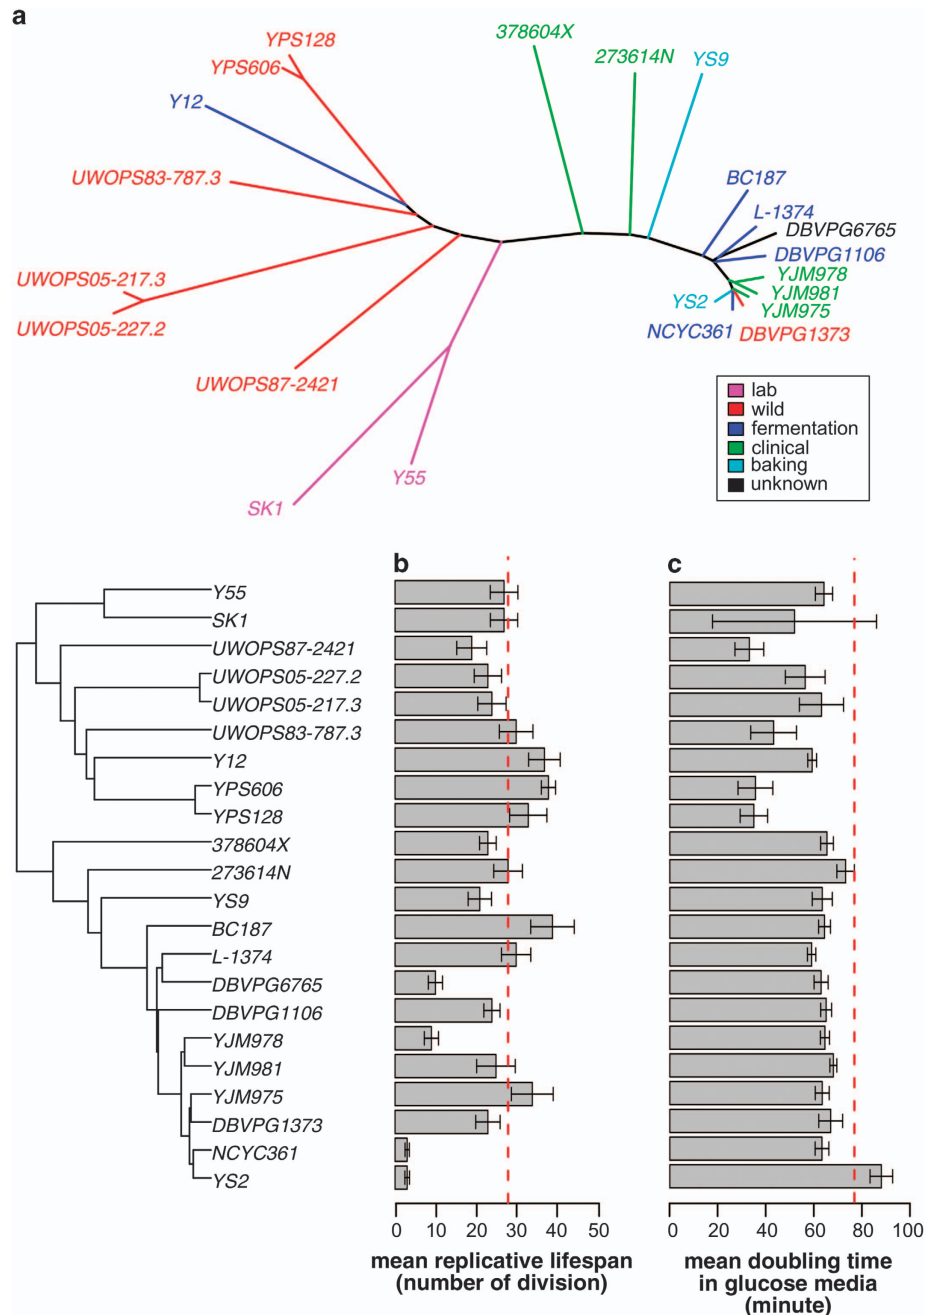 a
YPS128
YPS606
Y12
UWOPS83-787.3
UWOPS05-217.3
UWOPS05-227.2
UWOPS87-2421
SK1
Y55
378604X
273614N
YS9
BC187
L-1374
DBVPG6765
DBVPG1106
YJM978
YJM981
YJM975
YS2
NCYC361 DBVPG1373
lab
wild
fermentation
clinical
baking
unknown
b
c
Y55
SK1
UWOPS87-2421
UWOPS05-227.2
UWOPS05-217.3
UWOPS83-787.3
Y12
YPS606
YPS128
378604X
273614N
YS9
BC187
L-1374
DBVPG6765
DBVPG1106
YJM978
YJM981
YJM975
DBVPG1373
NCYC361
YS2
0 10 20 30 40 50
mean replicative lifespan
(number of division)
0 20 40 60 80 100
mean doubling time
in glucose media
(minute)